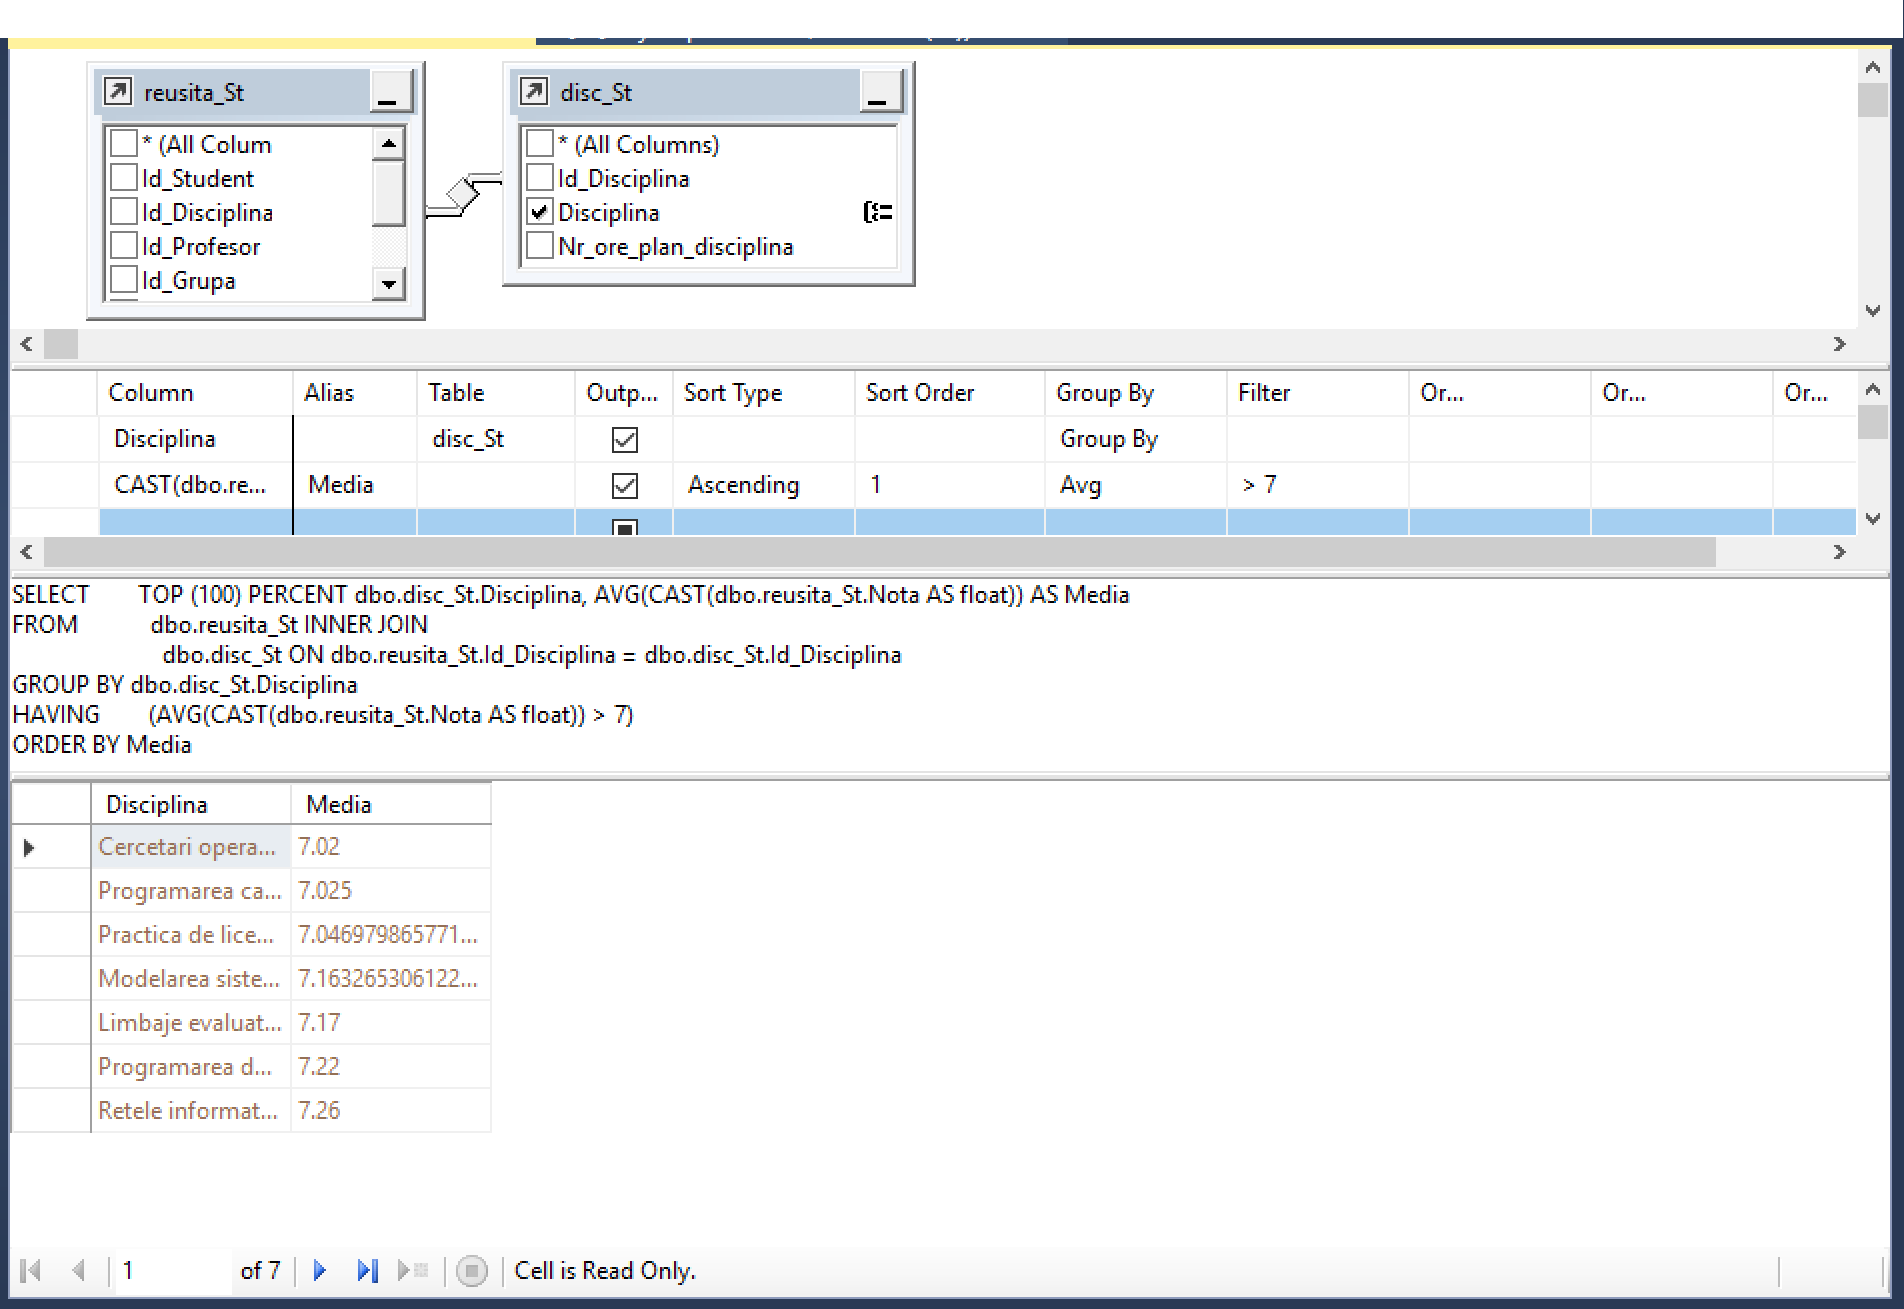 reusita_St
* (All Colum
Id_Student
Id_Disciplina
Id_Profesor
Id_Grupa
disc_St
* (All Columns)
Id_Disciplina
Disciplina
Nr_ore_plan_disciplina
Column Alias Table Outp... Sort Type Sort Order Group By Filter Or... Or... Or...
Disciplina disc_St Group By
CAST(dbo.re... Media Ascending 1 Avg > 7
SELECT TOP (100) PERCENT dbo.disc_St.Disciplina, AVG(CAST(dbo.reusita_St.Nota AS float)) AS Media
FROM dbo.reusita_St INNER JOIN
dbo.disc_St ON dbo.reusita_St.Id_Disciplina = dbo.disc_St.Id_Disciplina
GROUP BY dbo.disc_St.Disciplina
HAVING (AVG(CAST(dbo.reusita_St.Nota AS float)) > 7)
ORDER BY Media
Disciplina Media
Cercetari opera... 7.02
Programarea ca... 7.025
Practica de lice... 7.046979865771...
Modelarea siste... 7.163265306122...
Limbaje evaluat... 7.17
Programarea d... 7.22
Retele informat... 7.26
1 of 7 Cell is Read Only.